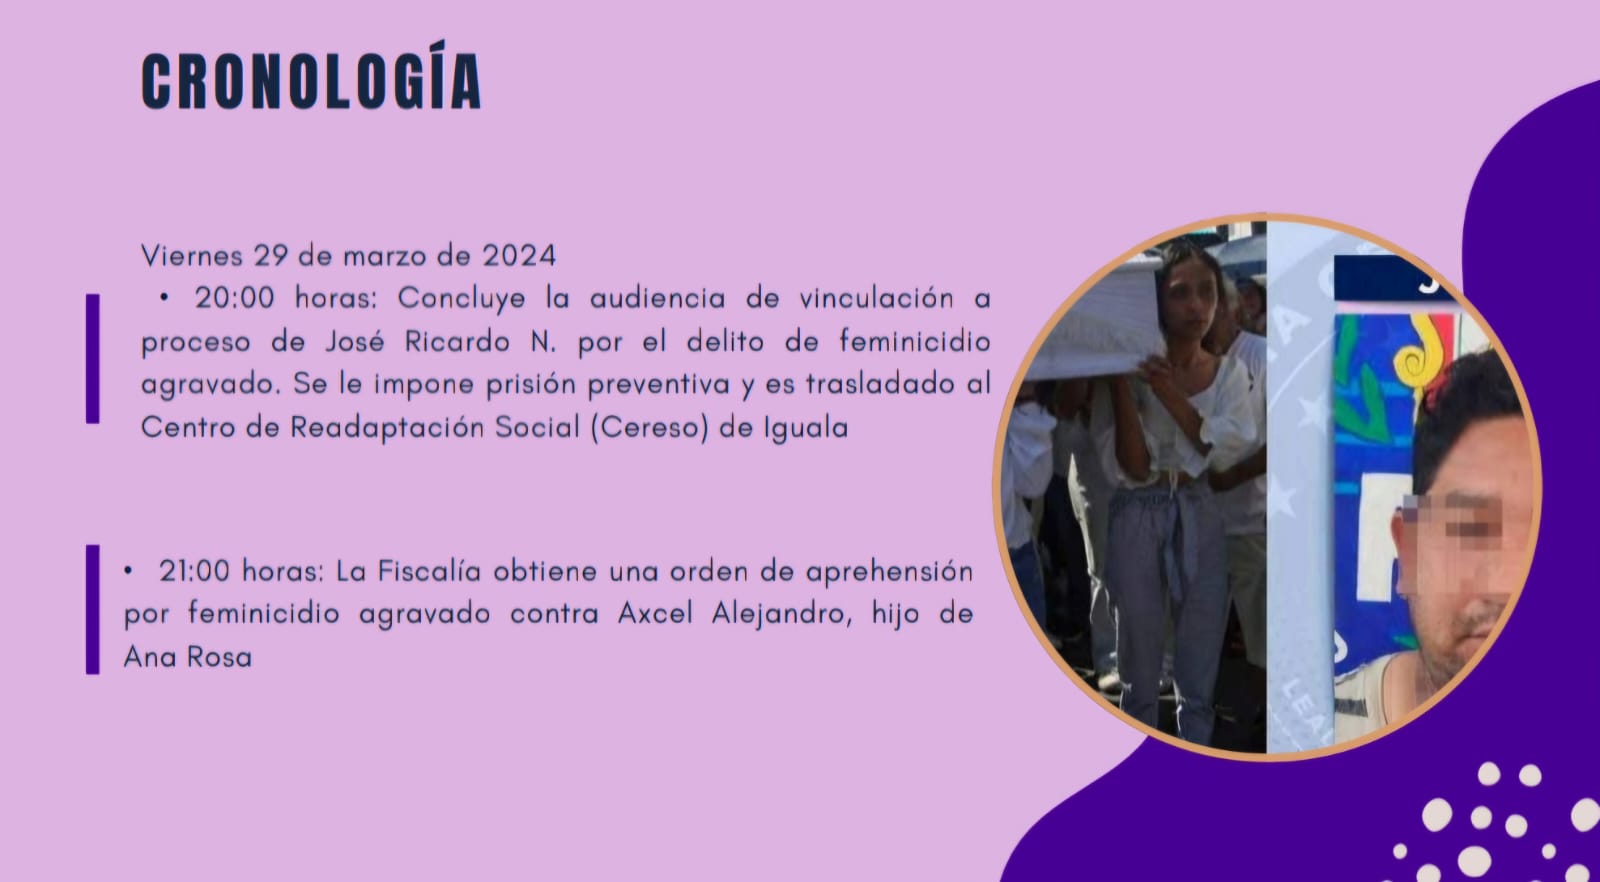 CRONOLOGÍA
Viernes 29 de marzo de 2024
• 20:00 horas: Concluye la audiencia de vinculación a
proceso de José Ricardo N. por el delito de feminicidio
agravado. Se le impone prisión preventiva y es trasladado al
Centro de Readaptación Social (Cereso) de Iguala
• 21:00 horas: La Fiscalía obtiene una orden de aprehensión
por feminicidio agravado contra Axcel Alejandro, hijo de
Ana Rosa